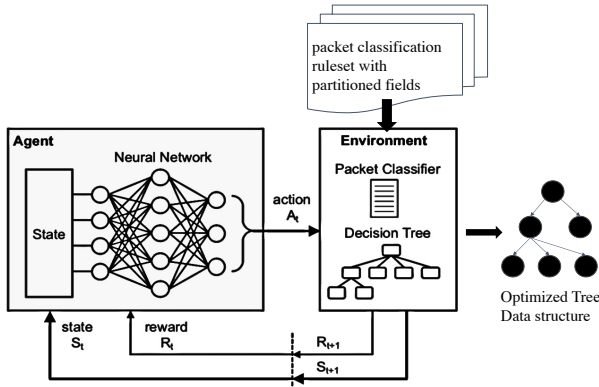 packet classification
ruleset with
partitioned fields
Agent
Environment
Neural Network
Packet Classifier
action
Aₜ
State
Decision Tree
Optimized Tree
Data structure
state
Sₜ
reward
Rₜ
Rₜ₊₁
Sₜ₊₁